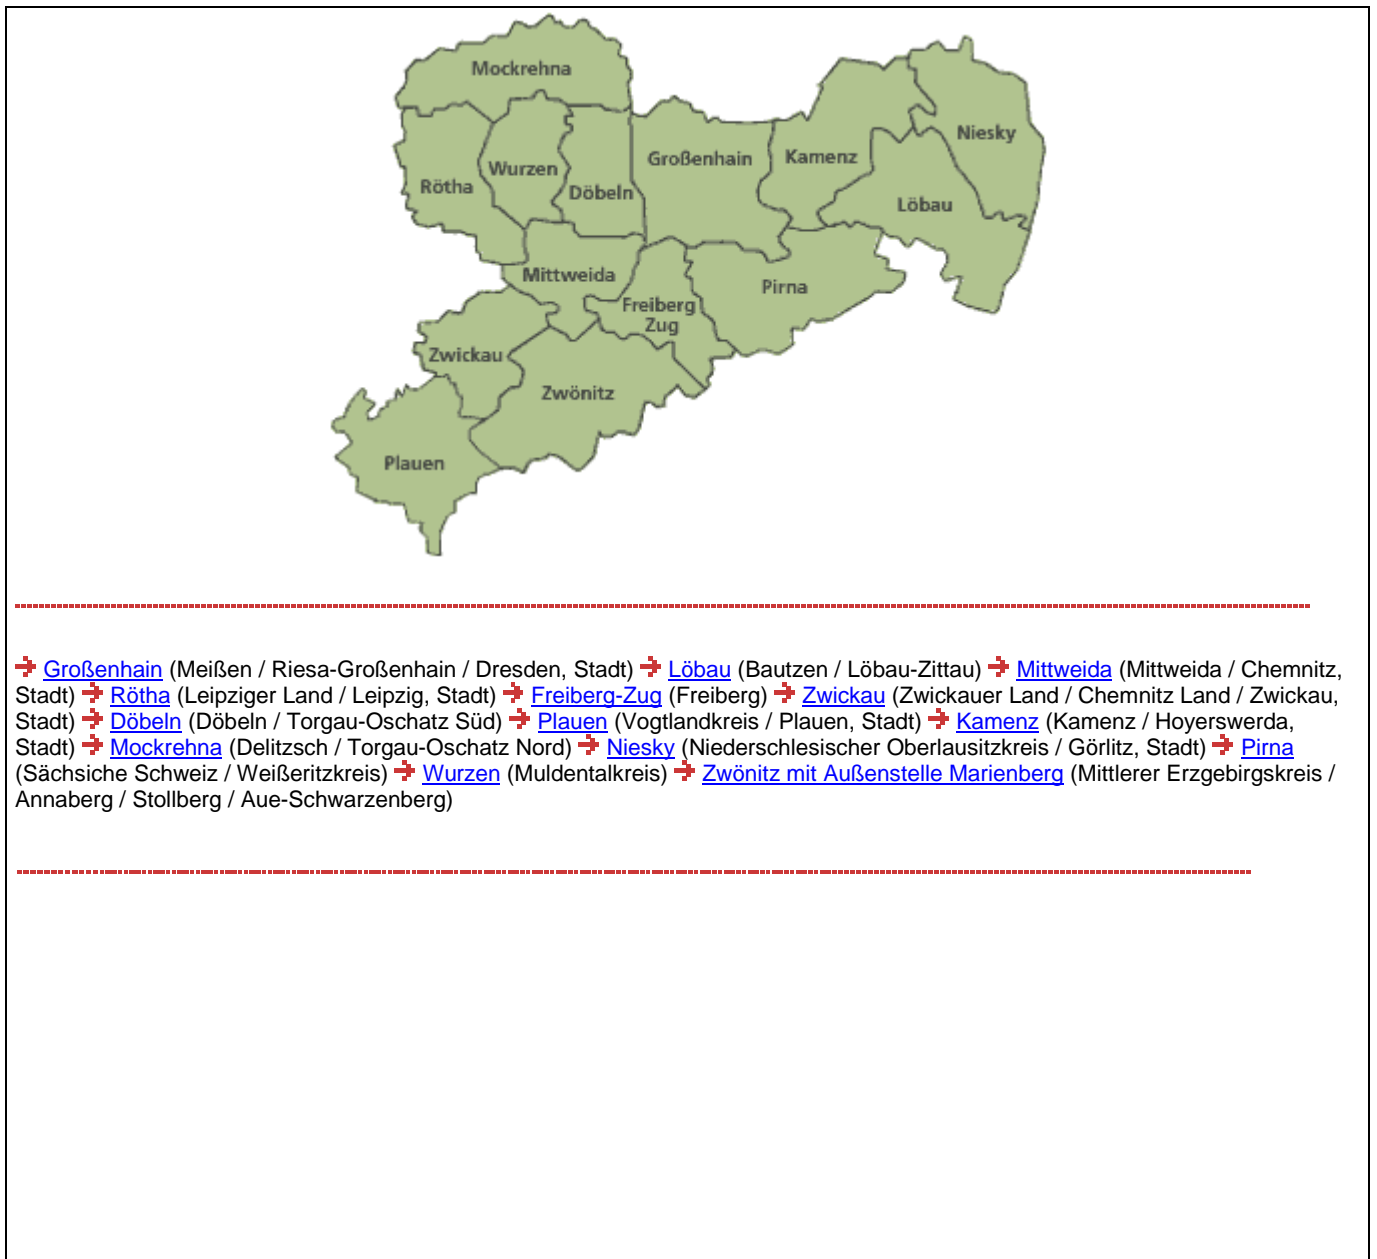 Mockrehna
Niesky
Großenhain
Kamenz
Wurzen
Rötha
Döbeln
Löbau
Mittweida
Pirna
Freiberg
Zug
Zwickau
Zwönitz
Plauen
Großenhain (Meißen / Riesa-Großenhain / Dresden, Stadt) Löbau (Bautzen / Löbau-Zittau) Mittweida (Mittweida / Chemnitz,
Stadt) Rötha (Leipziger Land / Leipzig, Stadt) Freiberg-Zug (Freiberg) Zwickau (Zwickauer Land / Chemnitz Land / Zwickau,
Stadt) Döbeln (Döbeln / Torgau-Oschatz Süd) Plauen (Vogtlandkreis / Plauen, Stadt) Kamenz (Kamenz / Hoyerswerda,
Stadt) Mockrehna (Delitzsch / Torgau-Oschatz Nord) Niesky (Niederschlesischer Oberlausitzkreis / Görlitz, Stadt) Pirna
(Sächsiche Schweiz / Weißeritzkreis) Wurzen (Muldentalkreis) Zwönitz mit Außenstelle Marienberg (Mittlerer Erzgebirgskreis /
Annaberg / Stollberg / Aue-Schwarzenberg)